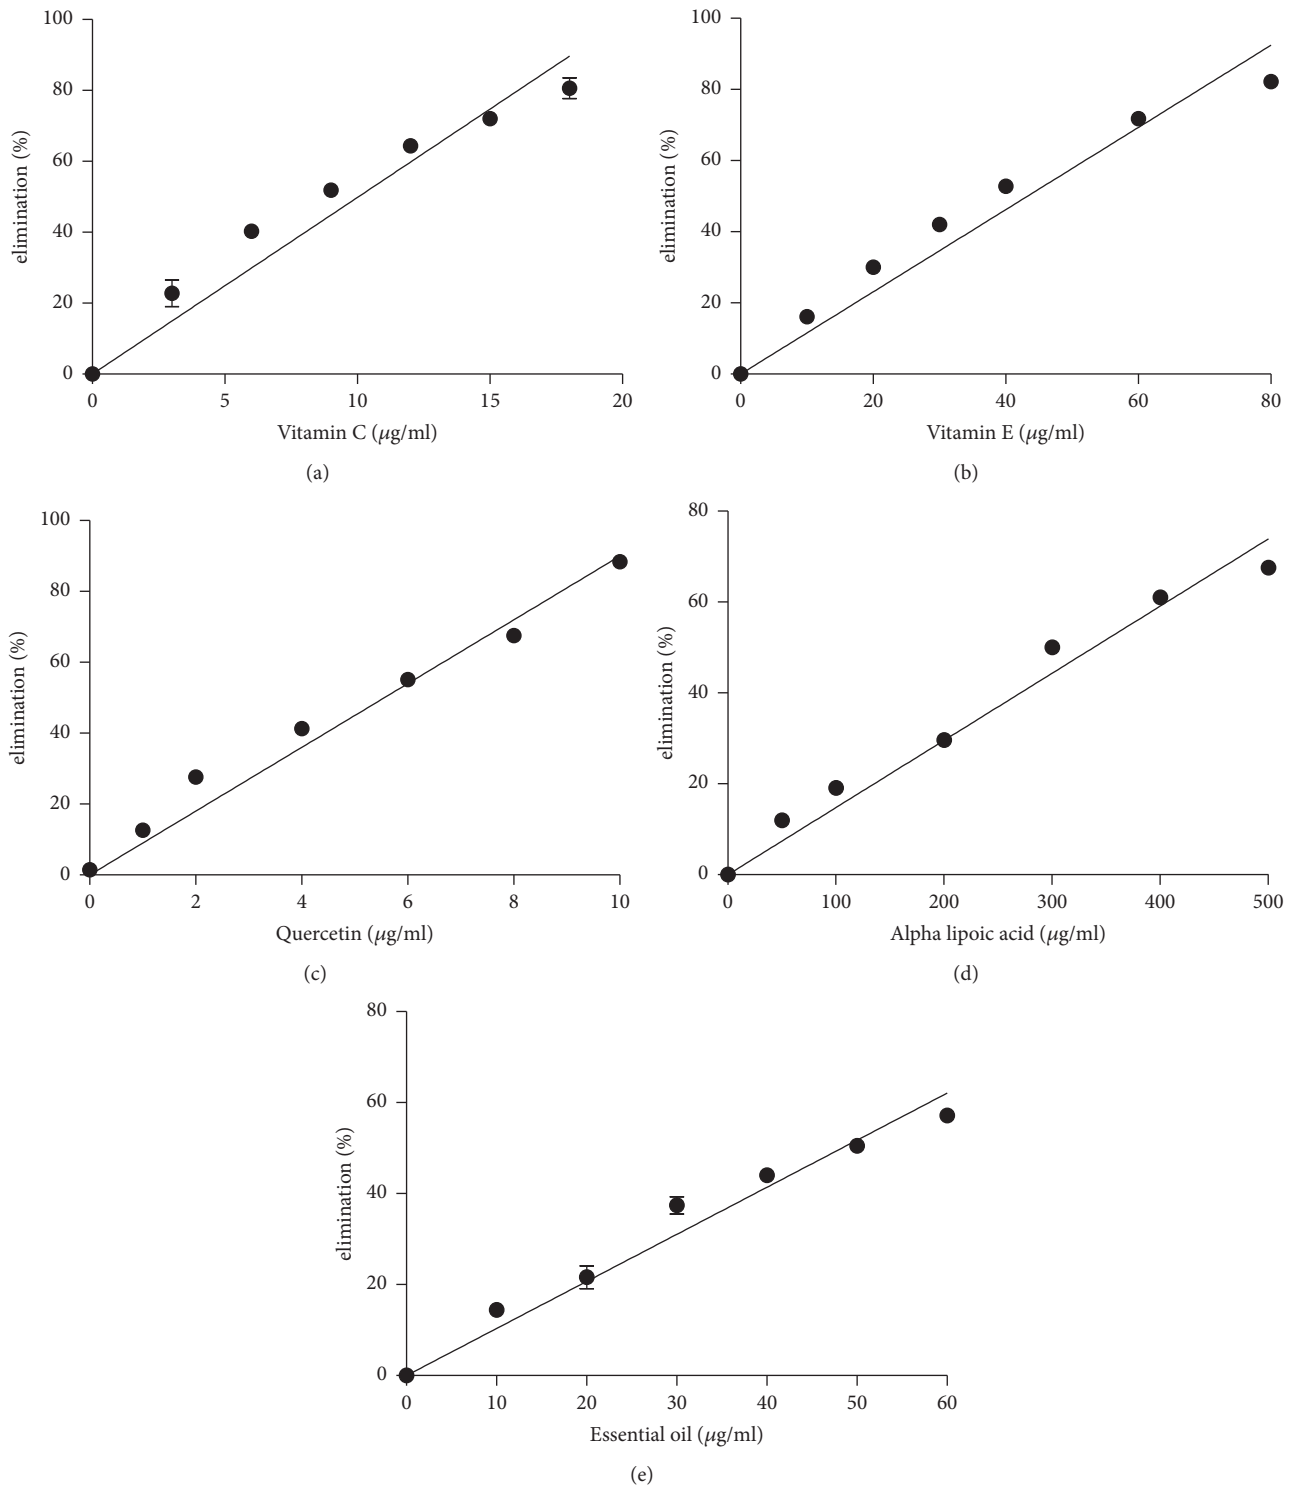 100
80
60
40
20
0
elimination (%)
0 5 10 15 20
Vitamin C (μg/ml)
(a)
100
80
60
40
20
0
elimination (%)
0 20 40 60 80
Vitamin E (μg/ml)
(b)
100
80
60
40
20
0
elimination (%)
0 2 4 6 8 10
Quercetin (μg/ml)
(c)
80
60
40
20
0
elimination (%)
0 100 200 300 400 500
Alpha lipoic acid (μg/ml)
(d)
80
60
40
20
0
elimination (%)
0 10 20 30 40 50 60
Essential oil (μg/ml)
(e)